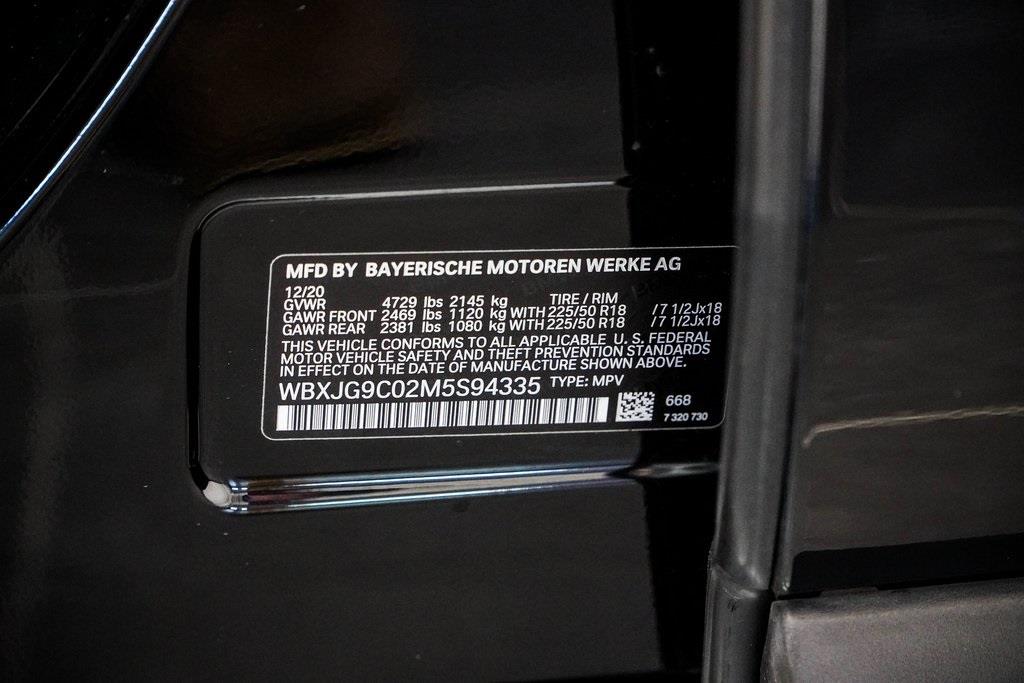 MFD BY BAYERISCHE MOTOREN WERKE AG
12/20
GVWR 4729 lbs 2145 kg TIRE / RIM
GAWR FRONT 2469 lbs 1120 kg WITH 225/50 R18 /7 1/2Jx18
GAWR REAR 2381 lbs 1080 kg WITH 225/50 R18 /7 1/2Jx18
THIS VEHICLE CONFORMS TO ALL APPLICABLE U.S. FEDERAL
MOTOR VEHICLE SAFETY AND THEFT PREVENTION STANDARDS
IN EFFECT ON THE DATE OF MANUFACTURE SHOWN ABOVE.
WBXJG9C02M5S94335 TYPE: MPV
668
7 320 730